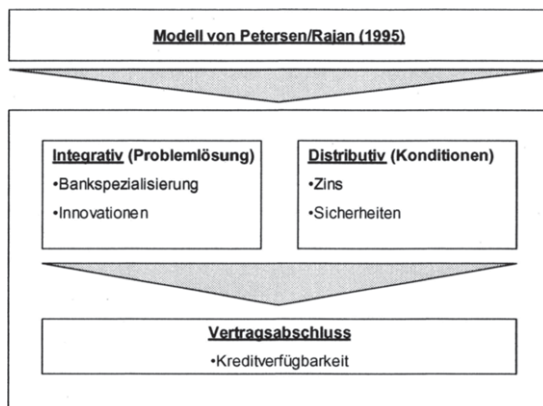 Modell von Petersen/Rajan (1995)
Integrativ (Problemlösung)
•Bankspezialisierung
•Innovationen
Distributiv (Konditionen)
•Zins
•Sicherheiten
Vertragsabschluss
•Kreditverfügbarkeit